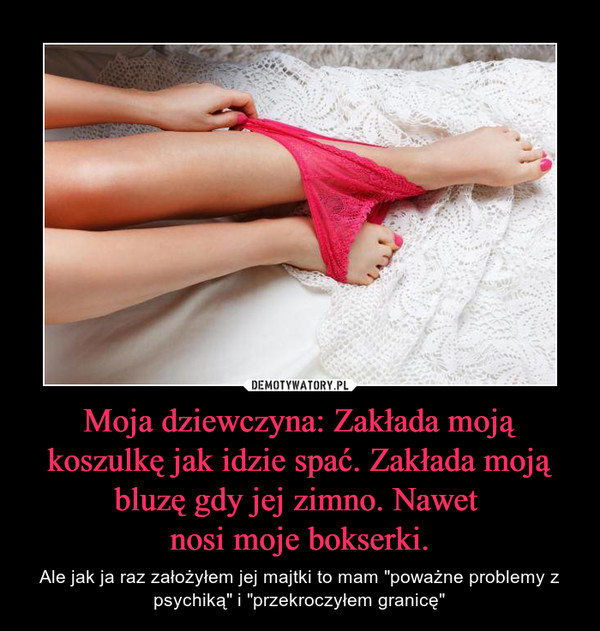 DEMOTYWATORY.PL
Moja dziewczyna: Zakłada moją
koszulkę jak idzie spać. Zakłada moją
bluzę gdy jej zimno. Nawet
nosi moje bokserki.
Ale jak ja raz założyłem jej majtki to mam "poważne problemy z
psychiką" i "przekroczyłem granicę"